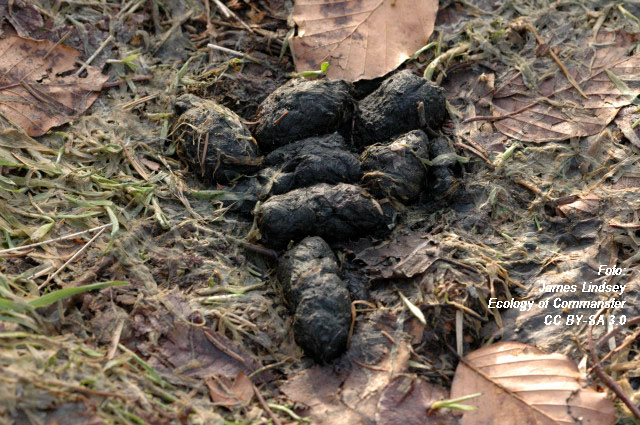 Foto:
James Lindsey
Ecology of Commanster
CC BY-SA 3.0